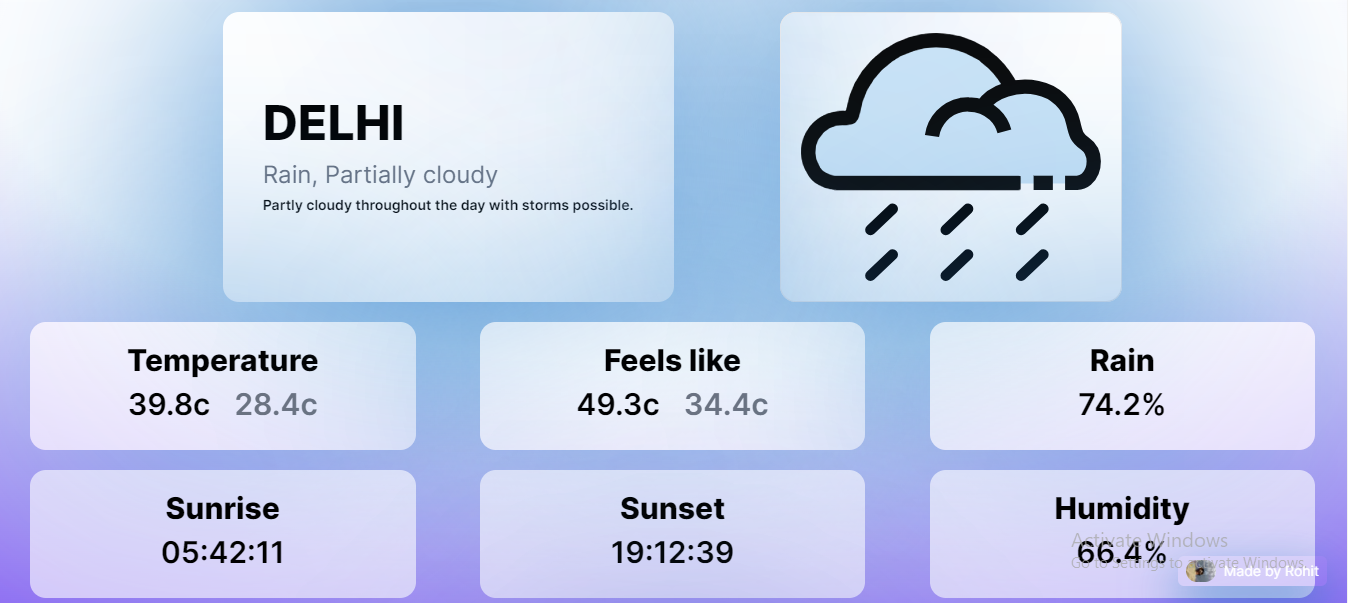 DELHI
Rain, Partially cloudy
Partly cloudy throughout the day with storms possible.
Temperature
39.8c 28.4c
Feels like
49.3c 34.4c
Rain
74.2%
Sunrise
05:42:11
Sunset
19:12:39
Humidity
66.4%
Activate Windows
Go to Settings to activate Windows.
Made by Rohit